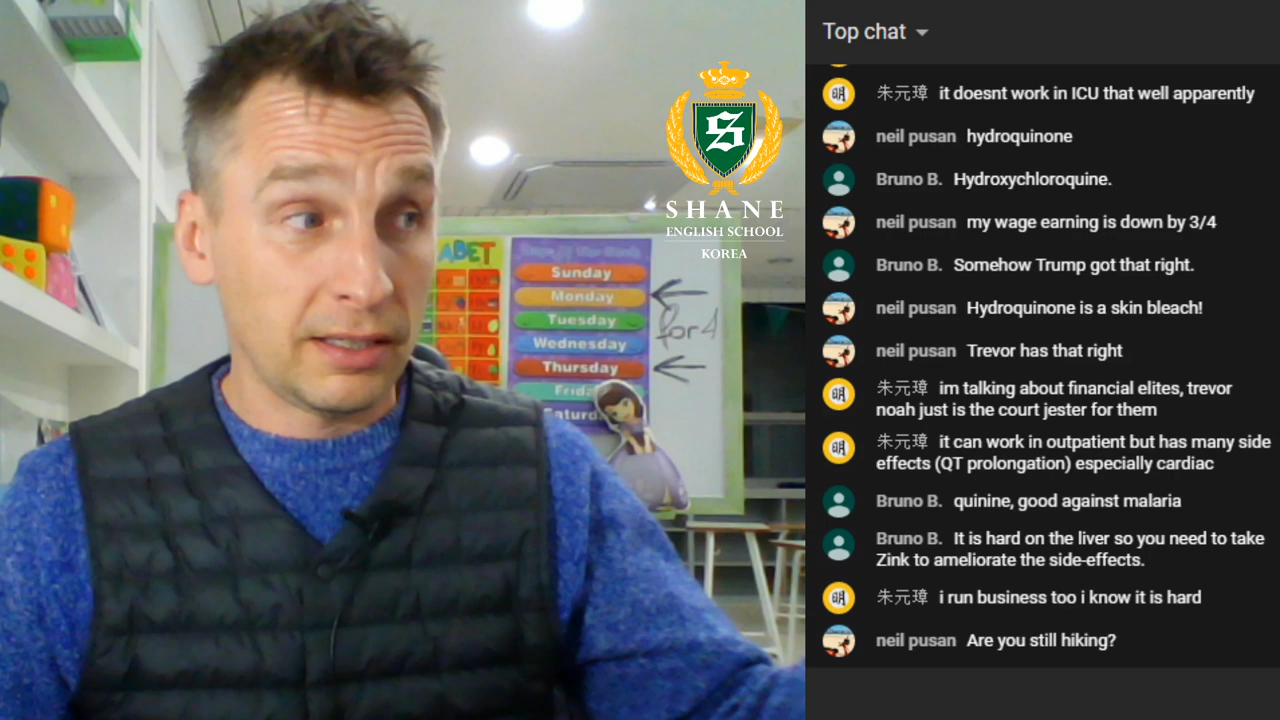 SHANE
ENGLISH SCHOOL
KOREA
ABET
Sunday
Monday
Tuesday
Wednesday
Thursday
for 4
Top chat
朱元璋 it doesnt work in ICU that well apparently
neil pusan hydroquinone
Bruno B. Hydroxychloroquine.
neil pusan my wage earning is down by 3/4
Bruno B. Somehow Trump got that right.
neil pusan Hydroquinone is a skin bleach!
neil pusan Trevor has that right
朱元璋 im talking about financial elites, trevor
noah just is the court jester for them
朱元璋 it can work in outpatient but has many side
effects (QT prolongation) especially cardiac
Bruno B. quinine, good against malaria
Bruno B. It is hard on the liver so you need to take
Zink to ameliorate the side-effects.
朱元璋 i run business too i know it is hard
neil pusan Are you still hiking?